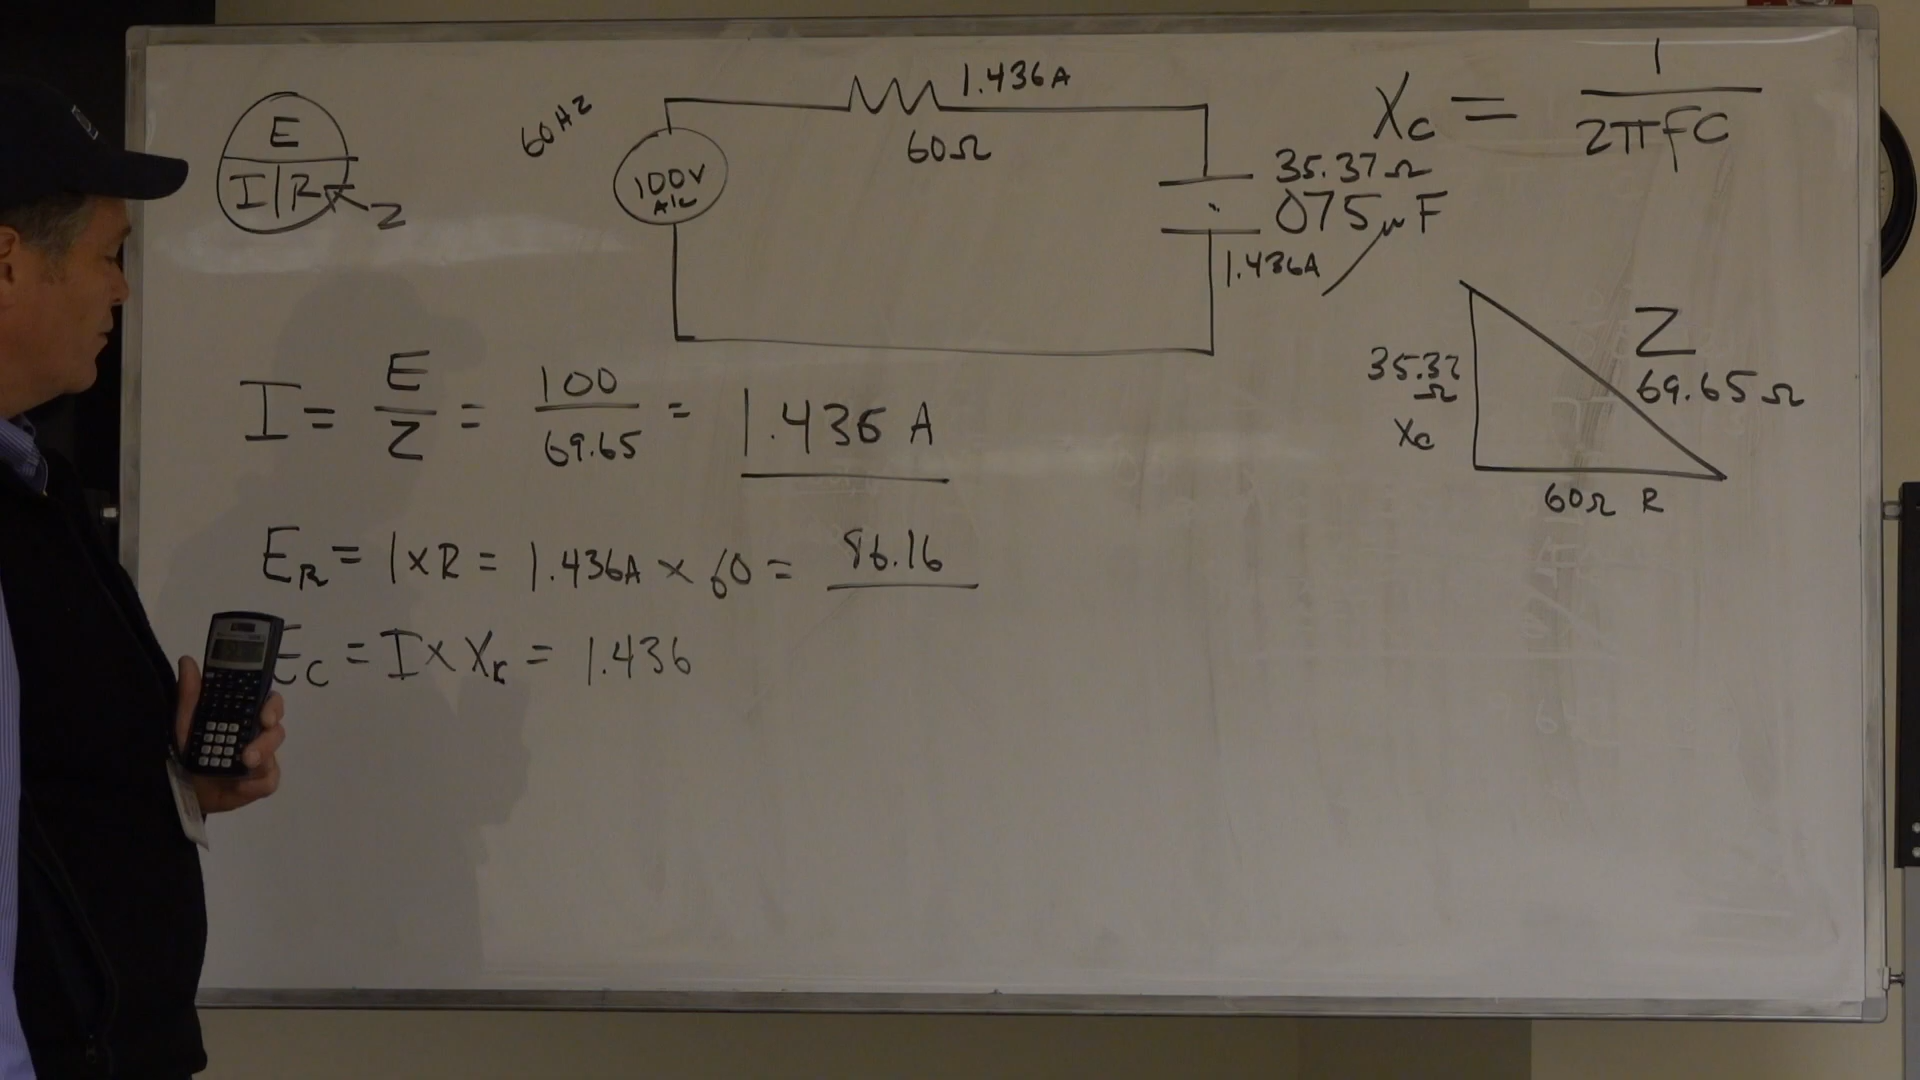 E
I|R
Z
60Hz
100V
A/C
1.436A
60Ω
35.37Ω
075µF
1.436A
Xc = 1
2πfC
35.37
Ω
Xc
Z
69.65Ω
60Ω R
I = E/Z = 100/69.65 = 1.436 A
ER = I×R = 1.436A × 60 = 86.16
EC = I×Xc = 1.436